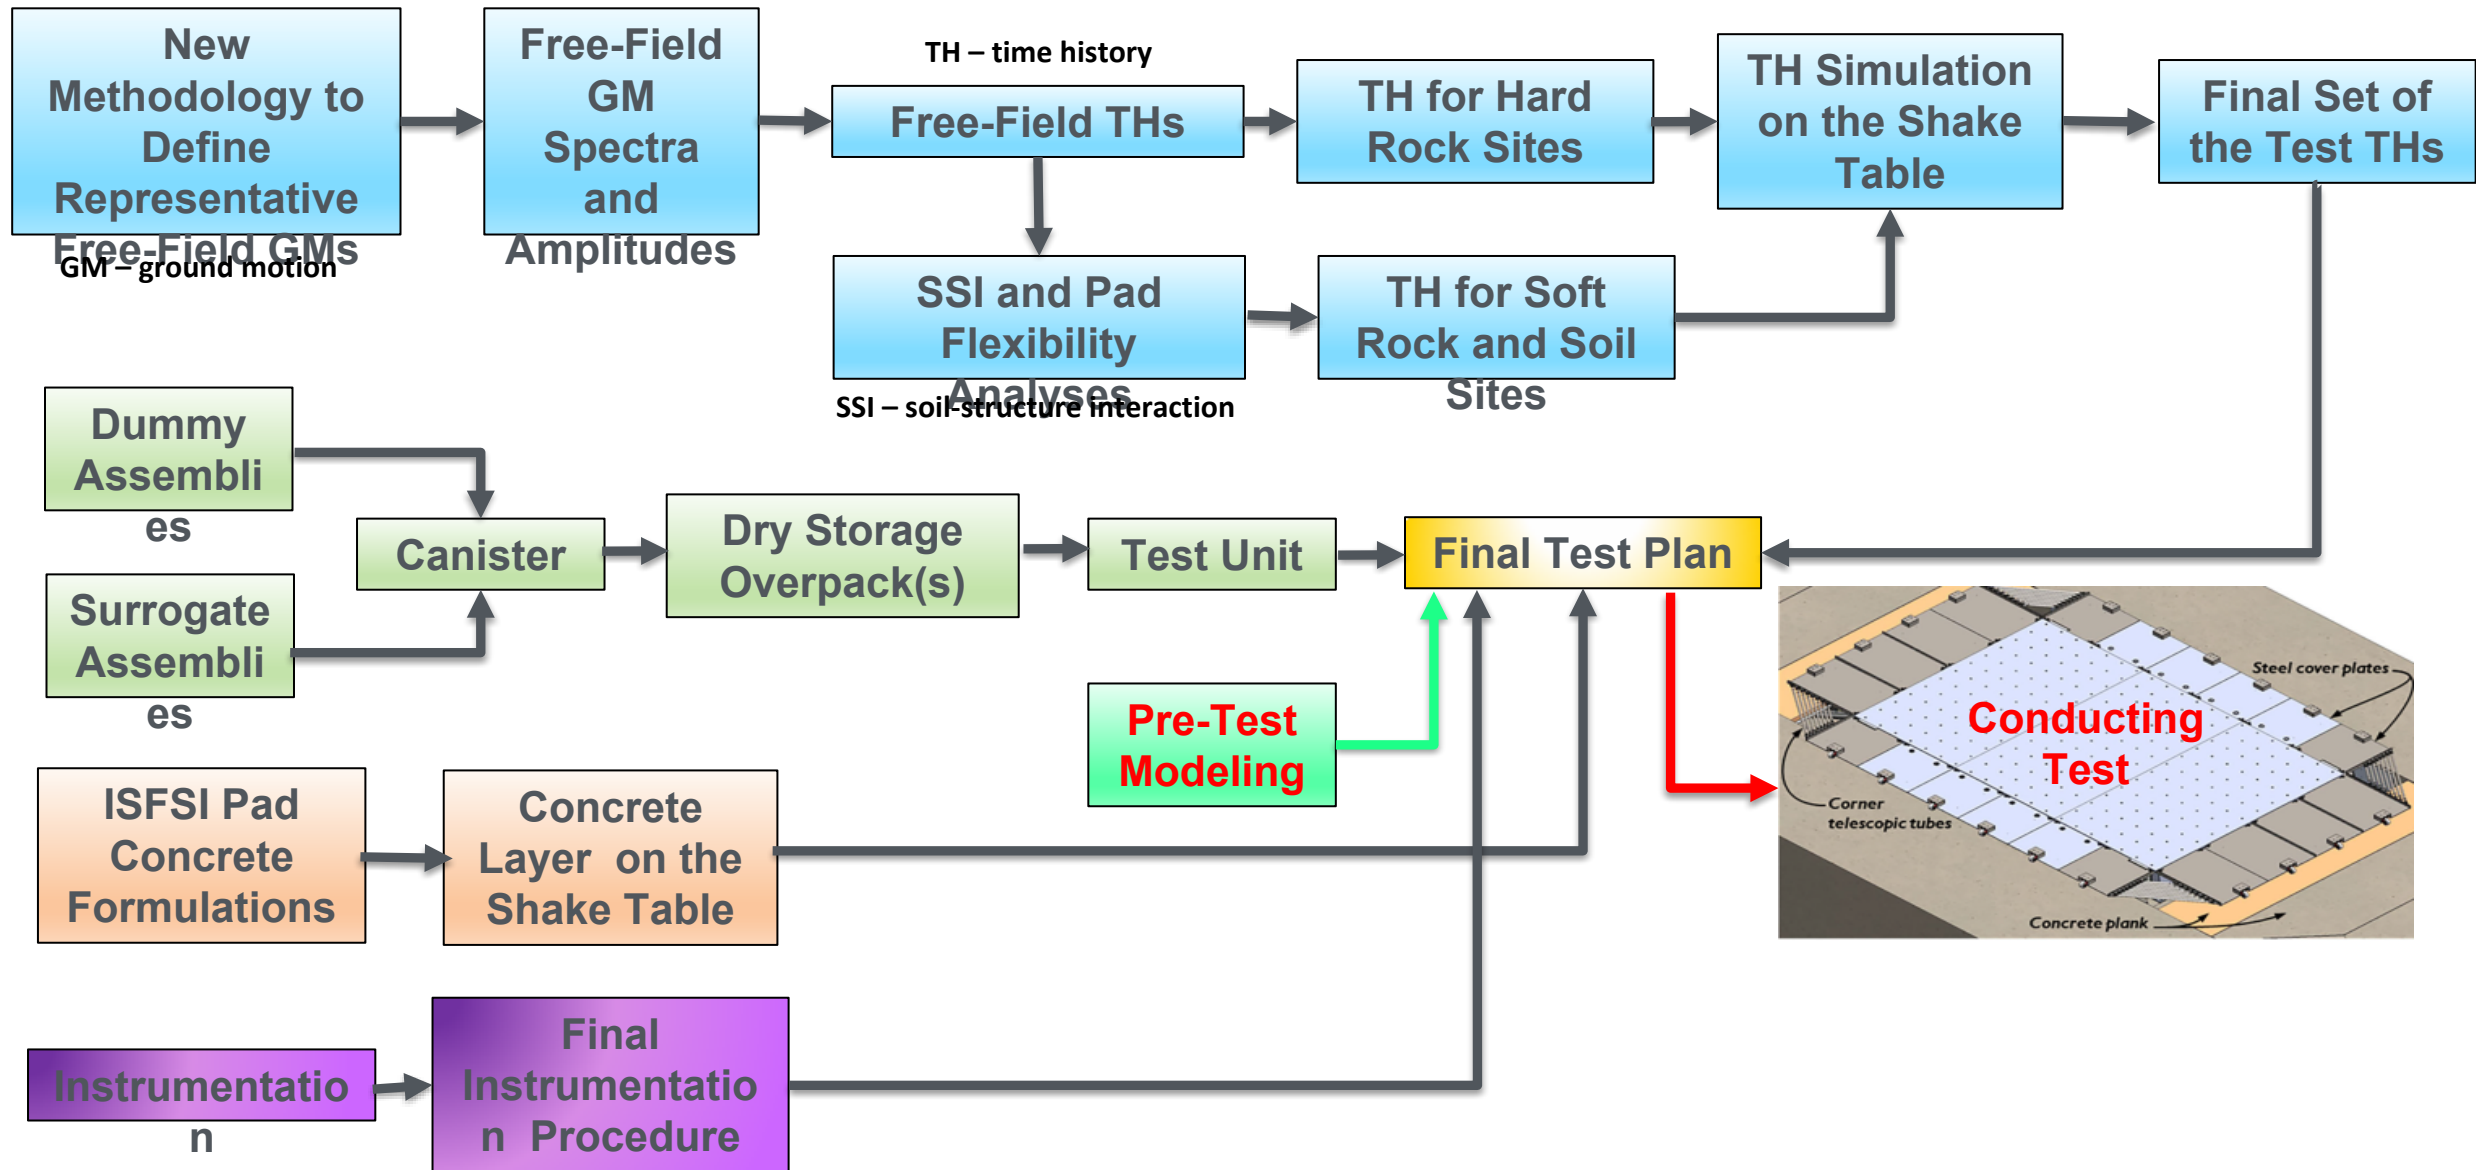 New
Methodology to
Define
Representative
Free-Field GMs
GM – ground motion
Free-Field
GM
Spectra
and
Amplitudes
TH – time history
Free-Field THs
TH for Hard
Rock Sites
TH Simulation
on the Shake
Table
Final Set of
the Test THs
SSI and Pad
Flexibility
Analyses
SSI – soil-structure interaction
TH for Soft
Rock and Soil
Sites
Dummy
Assembli
es
Surrogate
Assembli
es
Canister
Dry Storage
Overpack(s)
Test Unit
Final Test Plan
Pre-Test
Modeling
Steel cover plates
Conducting
Test
Corner
telescopic tubes
Concrete plank
ISFSI Pad
Concrete
Formulations
Concrete
Layer  on the
Shake Table
Instrumentatio
n
Final
Instrumentatio
n  Procedure